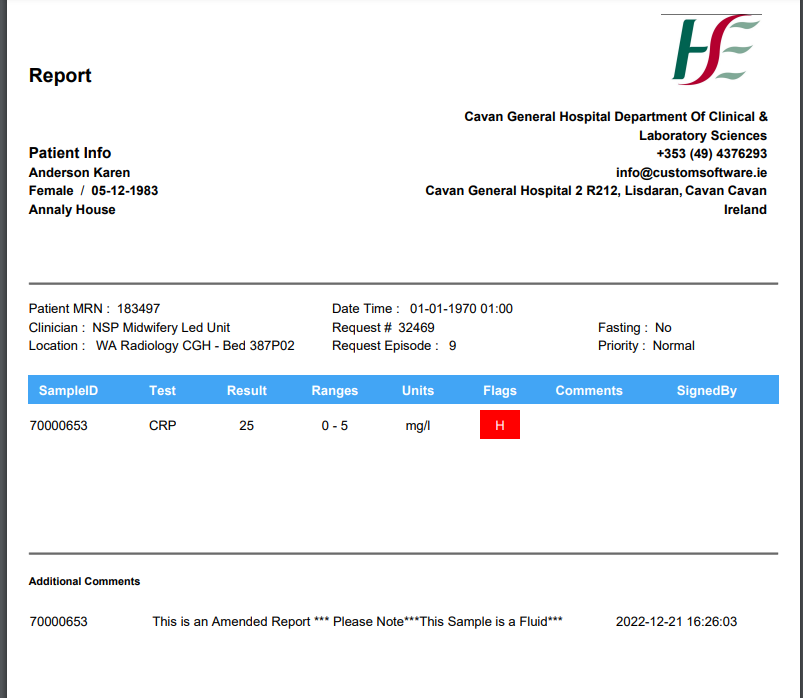 HSE
Report
Cavan General Hospital Department Of Clinical &
Laboratory Sciences
+353 (49) 4376293
info@customsoftware.ie
Cavan General Hospital 2 R212, Lisdaran, Cavan Cavan
Ireland
Patient Info
Anderson Karen
Female / 05-12-1983
Annaly House
Patient MRN : 183497 Date Time : 01-01-1970 01:00
Clinician : NSP Midwifery Led Unit Request # 32469 Fasting : No
Location : WA Radiology CGH - Bed 387P02 Request Episode : 9 Priority : Normal
SampleID Test Result Ranges Units Flags Comments SignedBy
70000653 CRP 25 0 - 5 mg/l H
Additional Comments
70000653 This is an Amended Report *** Please Note***This Sample is a Fluid*** 2022-12-21 16:26:03